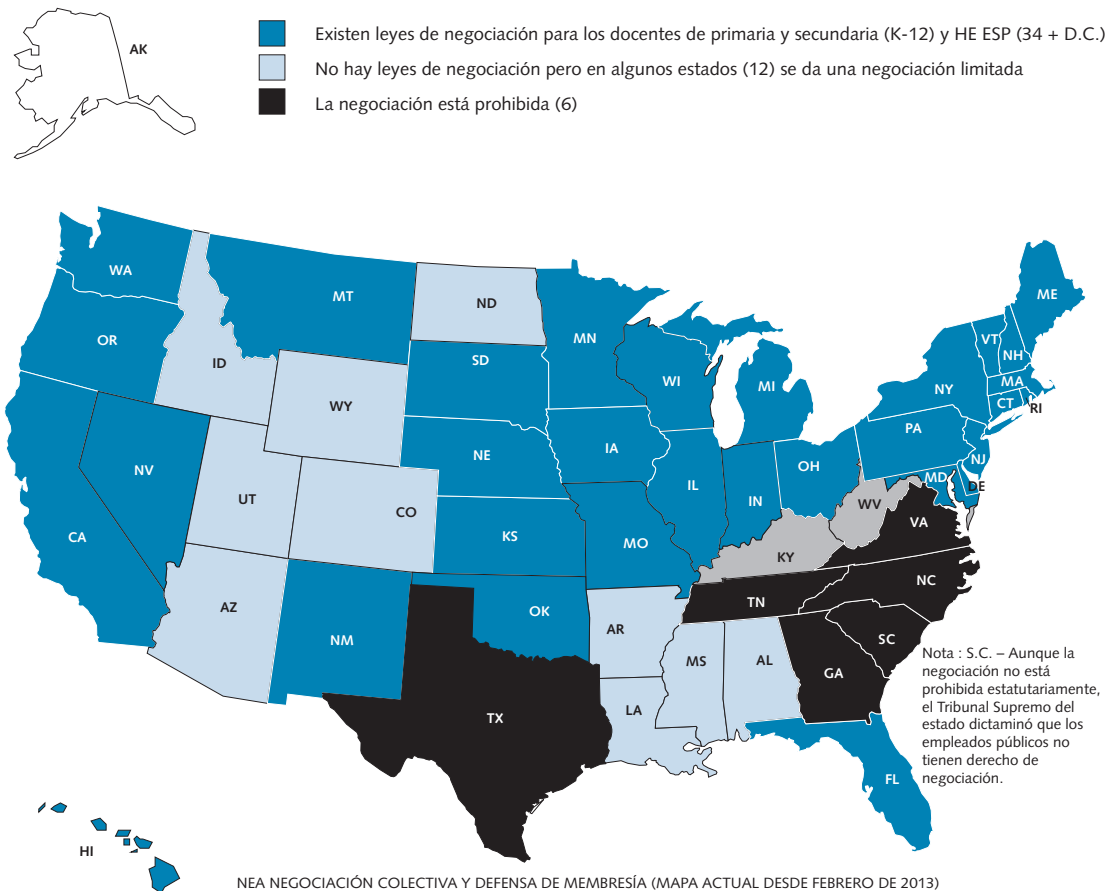 AK
Existen leyes de negociación para los docentes de primaria y secundaria (K-12) y HE ESP (34 + D.C.)
No hay leyes de negociación pero en algunos estados (12) se da una negociación limitada
La negociación está prohibida (6)
WA
MT
ND
MN
ME
OR
ID
SD
WI
MI
VT
NH
NY
MA
CT
RI
WY
NE
IA
PA
NJ
NV
UT
CO
IL
IN
OH
MD
DE
WV
VA
CA
KS
MO
KY
AZ
NM
OK
TN
NC
AR
SC
MS
AL
GA
TX
LA
FL
Nota : S.C. – Aunque la
negociación no está
prohibida estatutariamente,
el Tribunal Supremo del
estado dictaminó que los
empleados públicos no
tienen derecho de
negociación.
HI
NEA NEGOCIACIÓN COLECTIVA Y DEFENSA DE MEMBRESÍA (MAPA ACTUAL DESDE FEBRERO DE 2013)